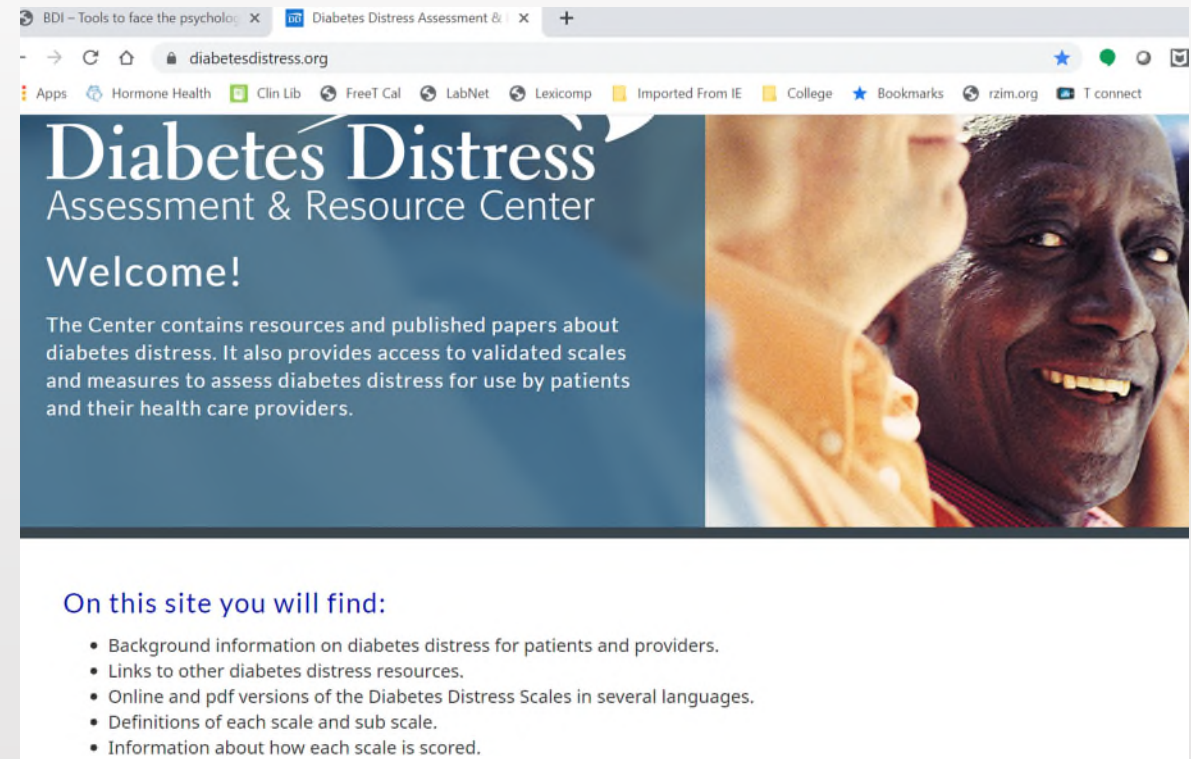 BDI – Tools to face the psycholog
Diabetes Distress Assessment &
diabetesdistress.org
Apps Hormone Health Clin Lib FreeT Cal LabNet Lexicomp Imported From IE College Bookmarks rzim.org T connect
Diabetes Distress
Assessment & Resource Center
Welcome!
The Center contains resources and published papers about
diabetes distress. It also provides access to validated scales
and measures to assess diabetes distress for use by patients
and their health care providers.
On this site you will find:
• Background information on diabetes distress for patients and providers.
• Links to other diabetes distress resources.
• Online and pdf versions of the Diabetes Distress Scales in several languages.
• Definitions of each scale and sub scale.
• Information about how each scale is scored.